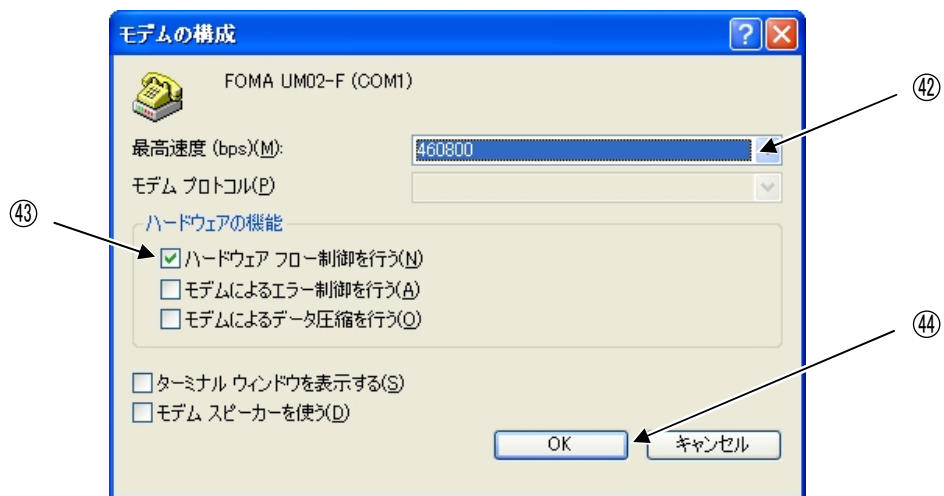 モデムの構成
FOMA UM02-F (COM1)
㊷
最高速度 (bps)(M):
460800
モデム プロトコル(P)
㊸
ハードウェアの機能
ハードウェア フロー制御を行う(N)
モデムによるエラー制御を行う(A)
モデムによるデータ圧縮を行う(O)
㊹
ターミナル ウィンドウを表示する(S)
モデム スピーカーを使う(D)
OK
キャンセル